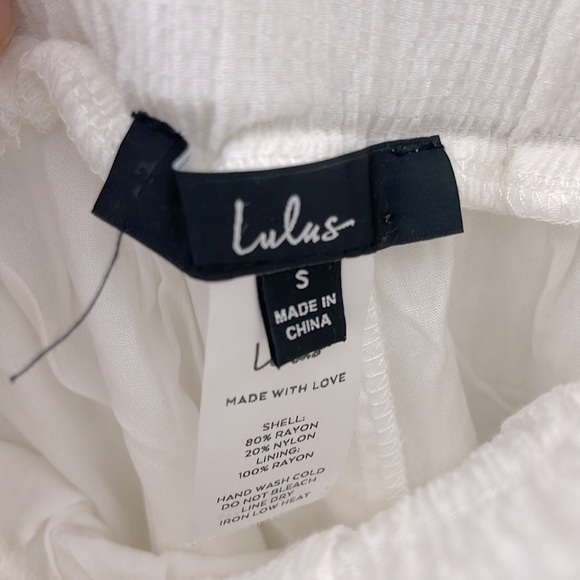 Lulus
S
MADE IN
CHINA
MADE WITH LOVE
SHELL:
80% RAYON
20% NYLON
LINING:
100% RAYON
HAND WASH COLD
DO NOT BLEACH
LINE DRY
IRON LOW HEAT